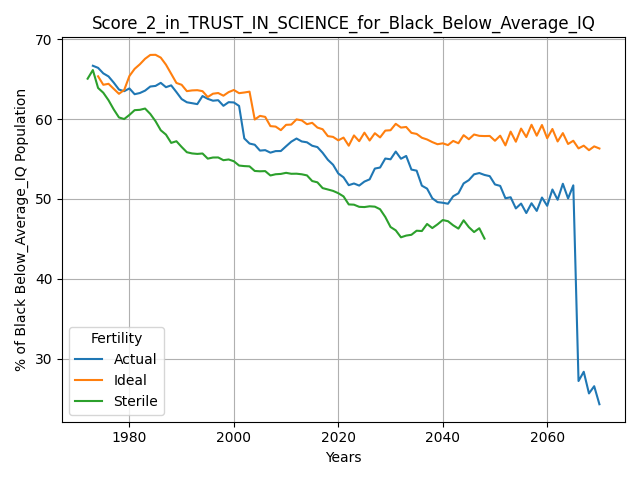 Score_2_in_TRUST_IN_SCIENCE_for_Black_Below_Average_IQ
% of Black Below_Average_IQ Population
70
60
50
40
30
Fertility
Actual
Ideal
Sterile
1980
2000
2020
2040
2060
Years